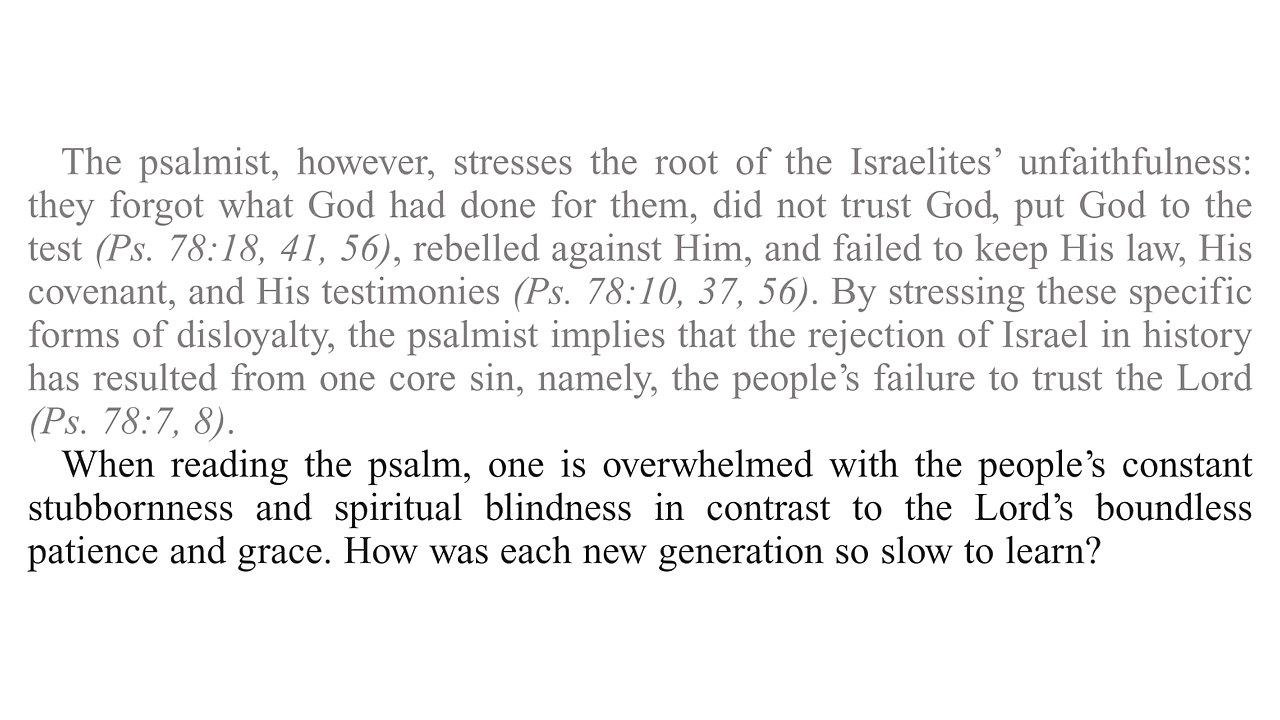 The psalmist, however, stresses the root of the Israelites’ unfaithfulness:
they forgot what God had done for them, did not trust God, put God to the
test (Ps. 78:18, 41, 56), rebelled against Him, and failed to keep His law, His
covenant, and His testimonies (Ps. 78:10, 37, 56). By stressing these specific
forms of disloyalty, the psalmist implies that the rejection of Israel in history
has resulted from one core sin, namely, the people’s failure to trust the Lord
(Ps. 78:7, 8).
When reading the psalm, one is overwhelmed with the people’s constant
stubbornness and spiritual blindness in contrast to the Lord’s boundless
patience and grace. How was each new generation so slow to learn?